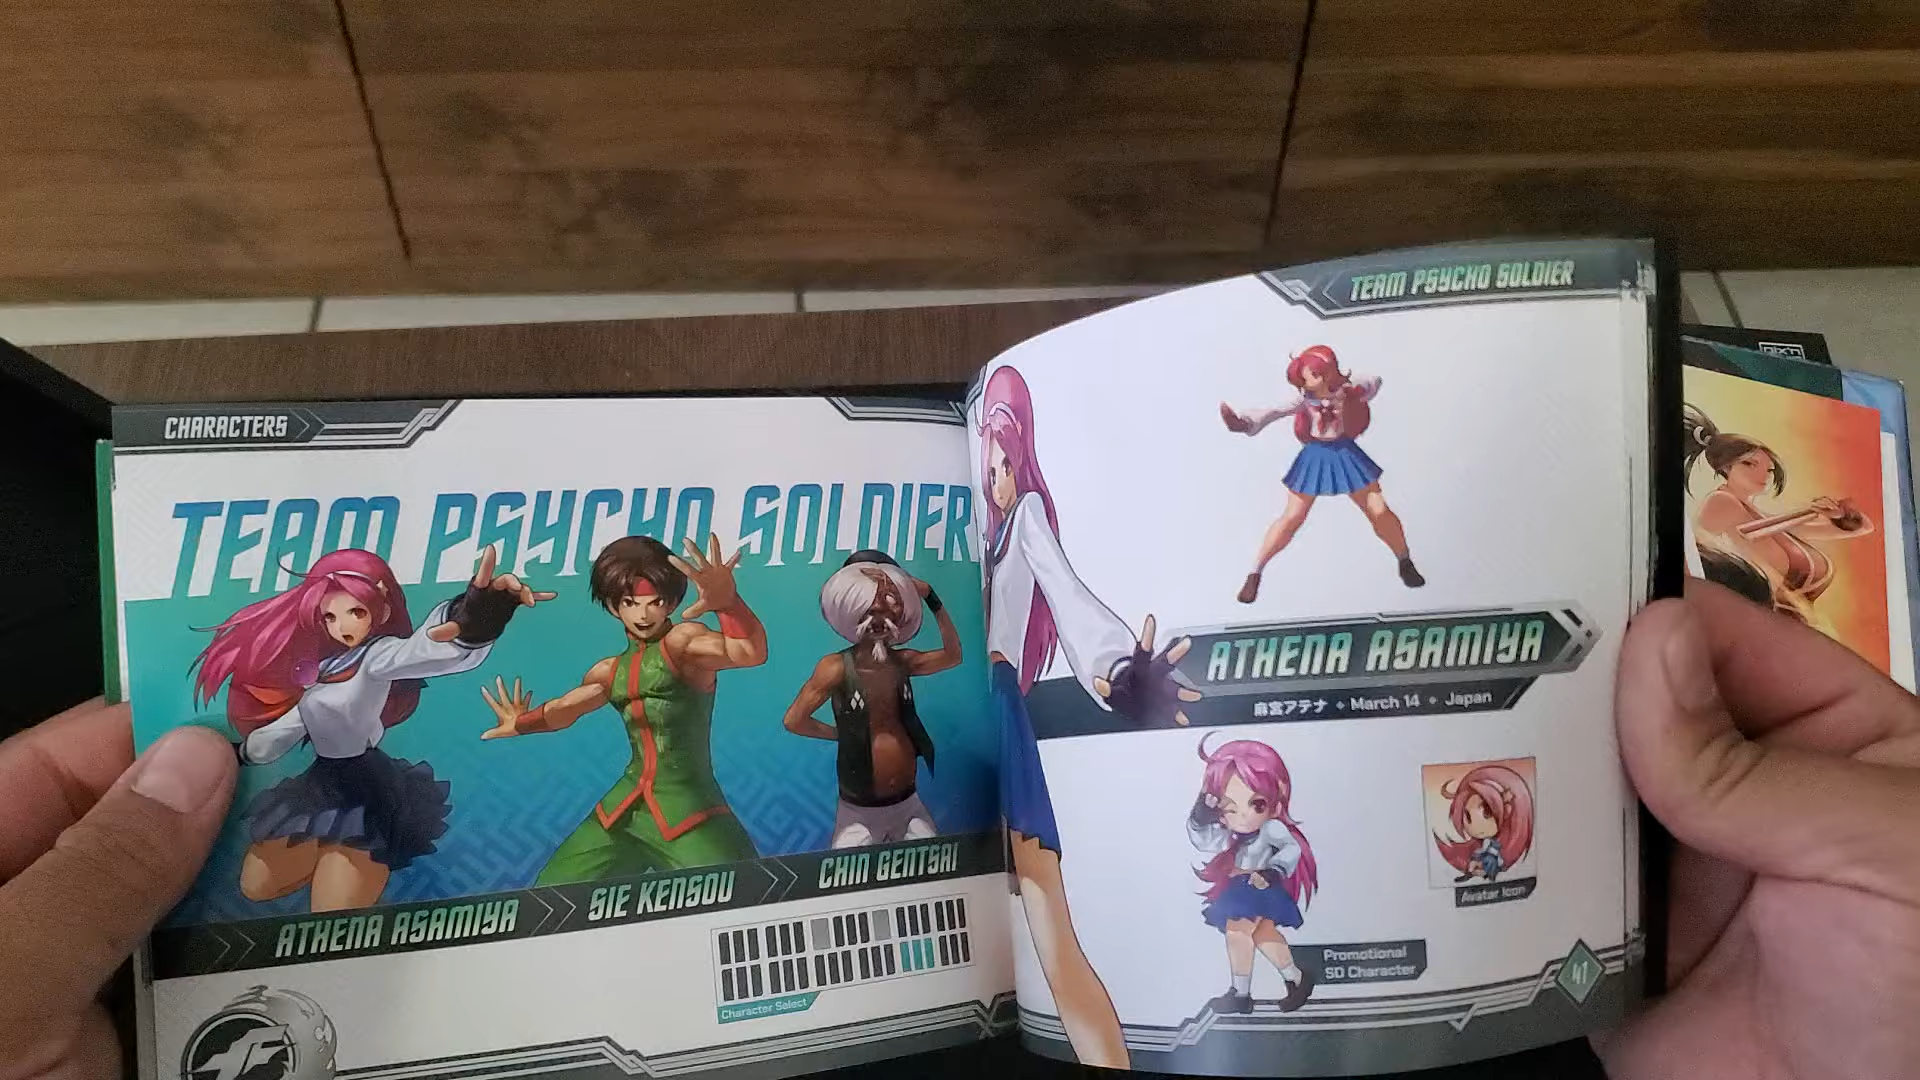 CHARACTERS
TEAM PSYCHO SOLDIER
ATHENA ASAMIYA
SIE KENSOU
CHIN GENTSAI
Character Select
TEAM PSYCHO SOLDIER
ATHENA ASAMIYA
麻宮アテナ • March 14 • Japan
Avatar Icon
Promotional
SD Character
41